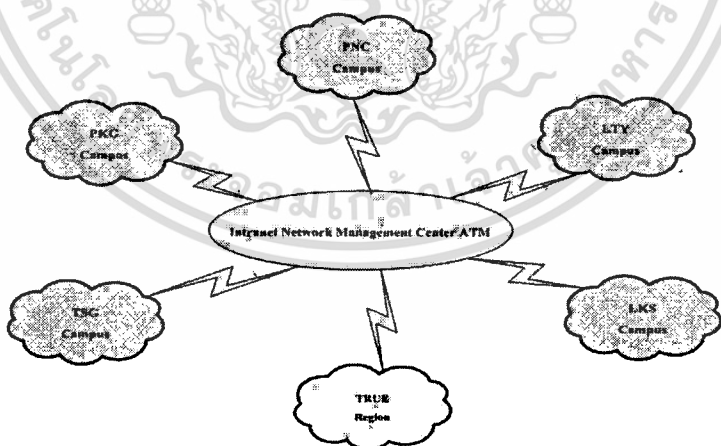 PNC
Campus
PKC
Campus
LTY
Campus
Intranet Network Management Center ATM
TSG
Campus
LKS
Campus
TRUE
Region